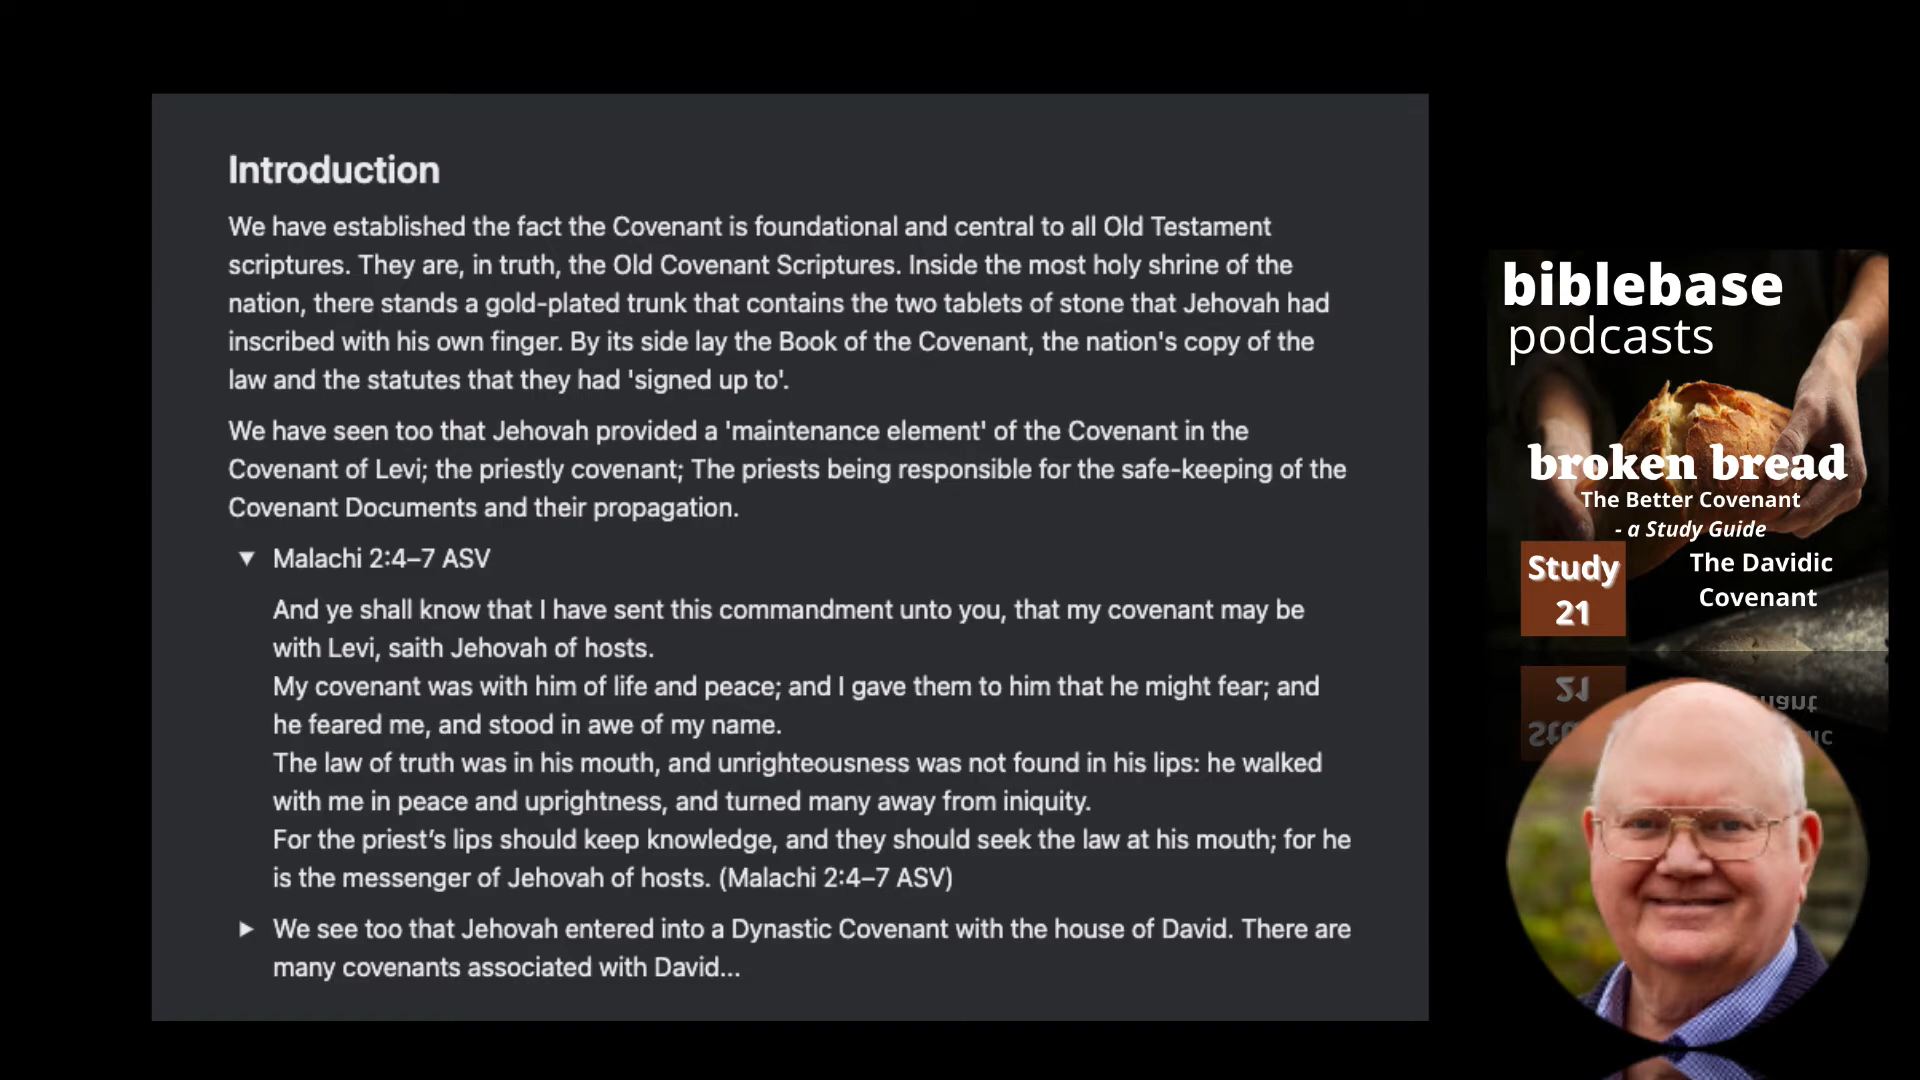 Introduction
We have established the fact the Covenant is foundational and central to all Old Testament
scriptures. They are, in truth, the Old Covenant Scriptures. Inside the most holy shrine of the
nation, there stands a gold-plated trunk that contains the two tablets of stone that Jehovah had
inscribed with his own finger. By its side lay the Book of the Covenant, the nation's copy of the
law and the statutes that they had 'signed up to'.
We have seen too that Jehovah provided a 'maintenance element' of the Covenant in the
Covenant of Levi; the priestly covenant; The priests being responsible for the safe-keeping of the
Covenant Documents and their propagation.
▼ Malachi 2:4–7 ASV
And ye shall know that I have sent this commandment unto you, that my covenant may be
with Levi, saith Jehovah of hosts.
My covenant was with him of life and peace; and I gave them to him that he might fear; and
he feared me, and stood in awe of my name.
The law of truth was in his mouth, and unrighteousness was not found in his lips: he walked
with me in peace and uprightness, and turned many away from iniquity.
For the priest’s lips should keep knowledge, and they should seek the law at his mouth; for he
is the messenger of Jehovah of hosts. (Malachi 2:4–7 ASV)
▶ We see too that Jehovah entered into a Dynastic Covenant with the house of David. There are
many covenants associated with David...
biblebase
podcasts
broken bread
The Better Covenant
- a Study Guide
Study
21
The Davidic
Covenant